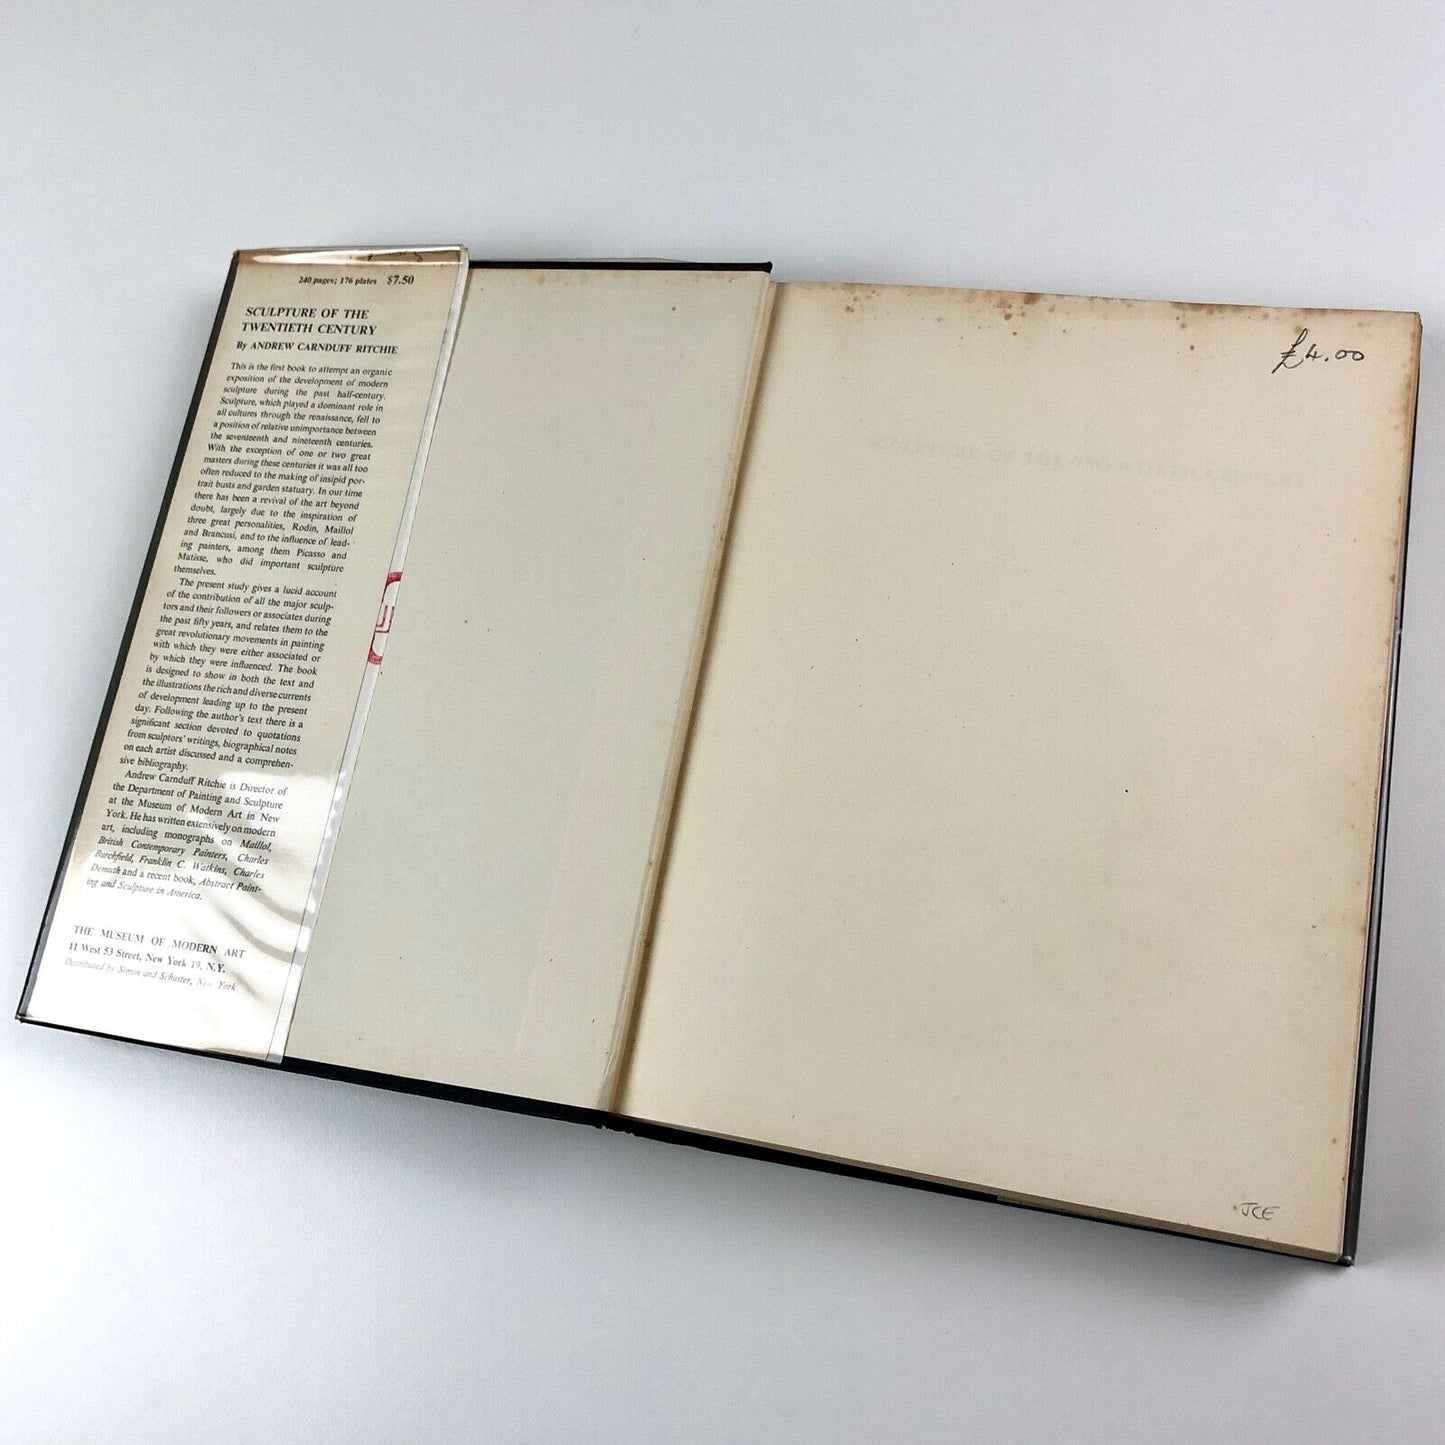 240 pages; 176 plates $7.50
SCULPTURE OF THE
TWENTIETH CENTURY
By ANDREW CARNDUFF RITCHIE
This is the first book to attempt an organic
exposition of the development of modern
sculpture during the past half-century.
Sculpture, which played a dominant role in
all cultures through the renaissance, fell to
a position of relative unimportance between
the seventeenth and nineteenth centuries.
With the exception of one or two great
masters during these centuries it was all too
often reduced to the making of insipid por-
trait busts and garden statuary. In our time
there has been a revival of the art beyond
doubt, largely due to the inspiration of
three great personalities, Rodin, Maillol
and Brancusi, and to the influence of lead-
ing painters, among them Picasso and
Matisse, who did important sculpture
themselves.
The present study gives a lucid account
of the contribution of all the major sculp-
tors and their followers or associates during
the past fifty years, and relates them to the
great revolutionary movements in painting
with which they were either associated or
by which they were influenced. The book
is designed to show in both the text and
the illustrations the rich and diverse currents
of development leading up to the present
day. Following the author's text there is a
significant section devoted to quotations
from sculptors' writings, biographical notes
on each artist discussed and a comprehen-
sive bibliography.
Andrew Carnduff Ritchie is Director of
the Department of Painting and Sculpture
at the Museum of Modern Art in New
York. He has written extensively on modern
art, including monographs on Maillol,
British Contemporary Painters, Charles
Burchfield, Franklin C. Watkins, Charles
Demuth and a recent book, Abstract Paint-
ing and Sculpture in America.
THE MUSEUM OF MODERN ART
11 West 53 Street, New York 19, N.Y.
Distributed by Simon and Schuster, New York
£4.00
JCE